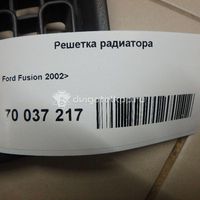 Решетка радиатора
Ford Fusion 2002>
70 037 217